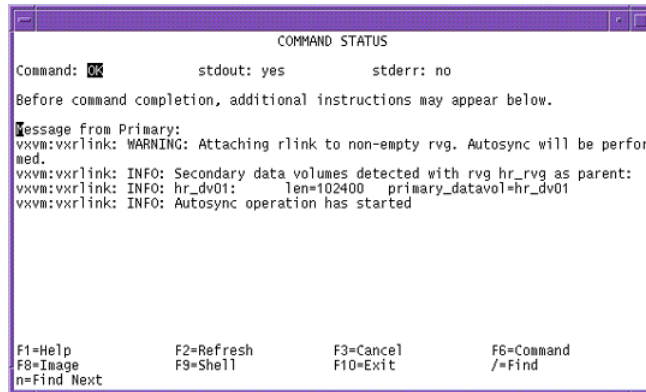 COMMAND STATUS
Command: OK stdout: yes stderr: no
Before command completion, additional instructions may appear below.
Message from Primary:
vxvm:vxrlink: WARNING: Attaching rlink to non-empty rvg. Autosync will be perfor
med.
vxvm:vxrlink: INFO: Secondary data volumes detected with rvg hr_rvg as parent:
vxvm:vxrlink: INFO: hr_dv01: len=102400 primary_datavol=hr_dv01
vxvm:vxrlink: INFO: Autosync operation has started
F1=Help F2=Refresh F3=Cancel F6=Command
F8=Image F9=Shell F10=Exit /=Find
n=Find Next